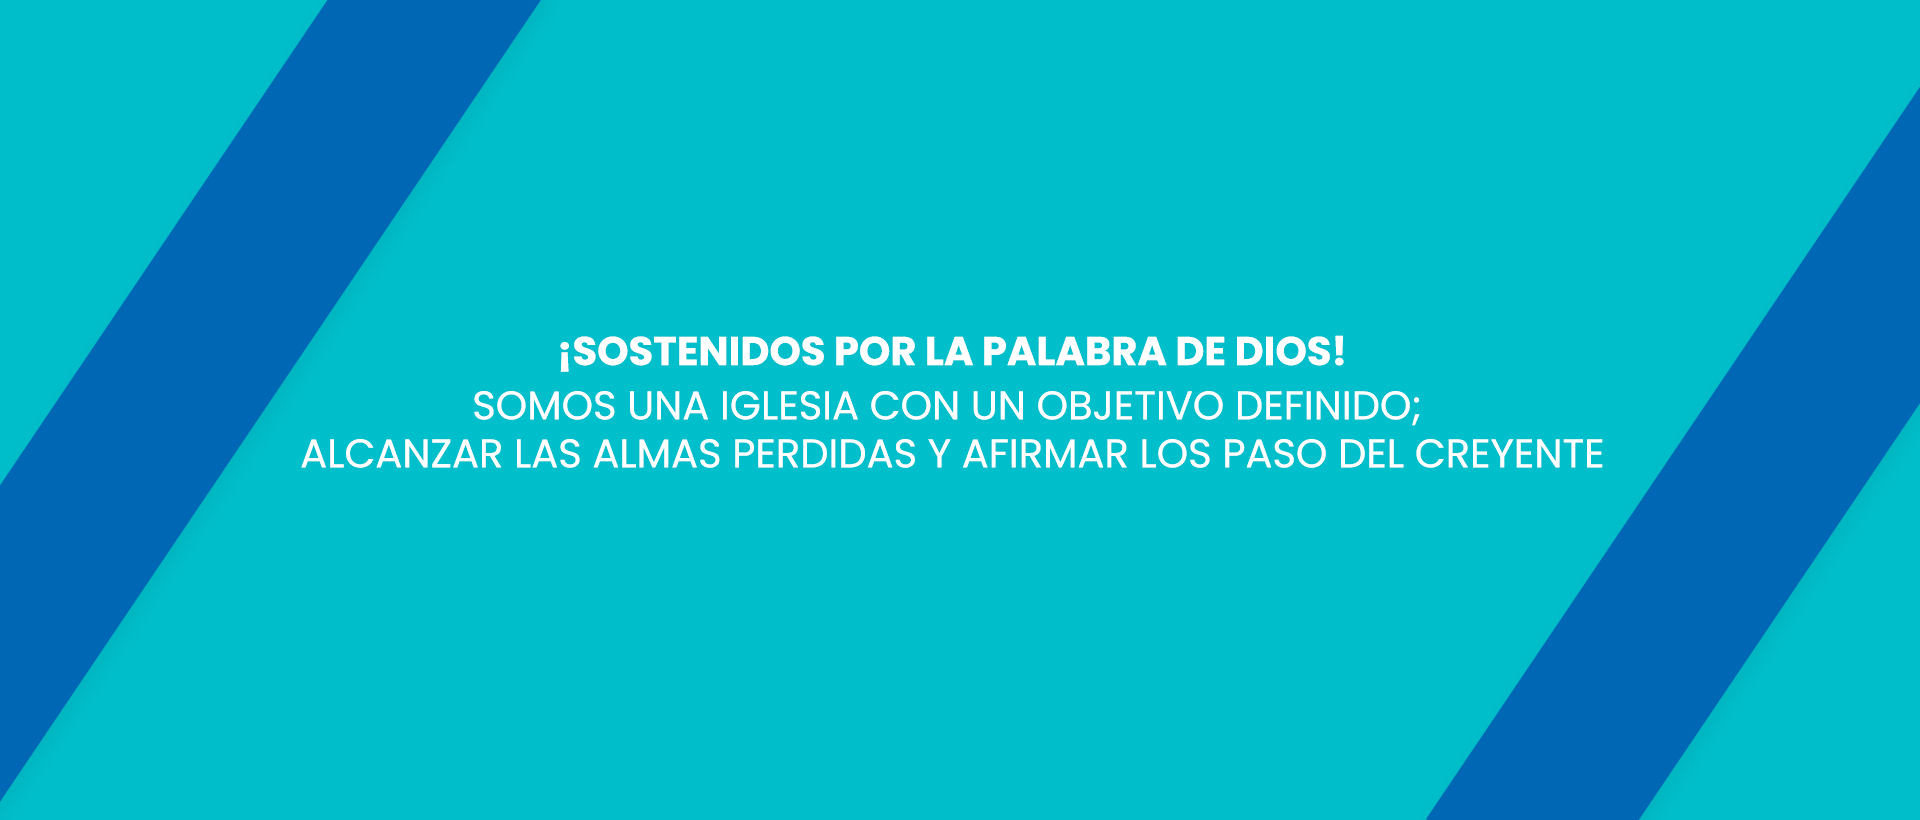 ¡SOSTENIDOS POR LA PALABRA DE DIOS!
SOMOS UNA IGLESIA CON UN OBJETIVO DEFINIDO;
ALCANZAR LAS ALMAS PERDIDAS Y AFIRMAR LOS PASO DEL CREYENTE